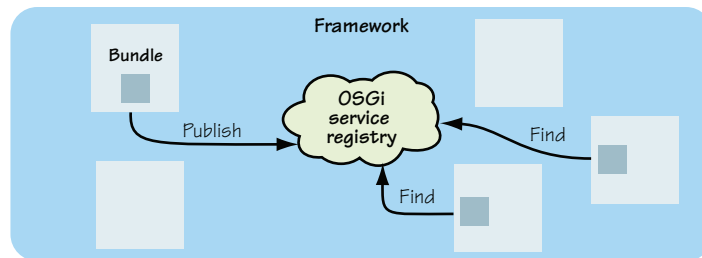 Framework
Bundle
OSGi
service
registry
Publish
Find
Find